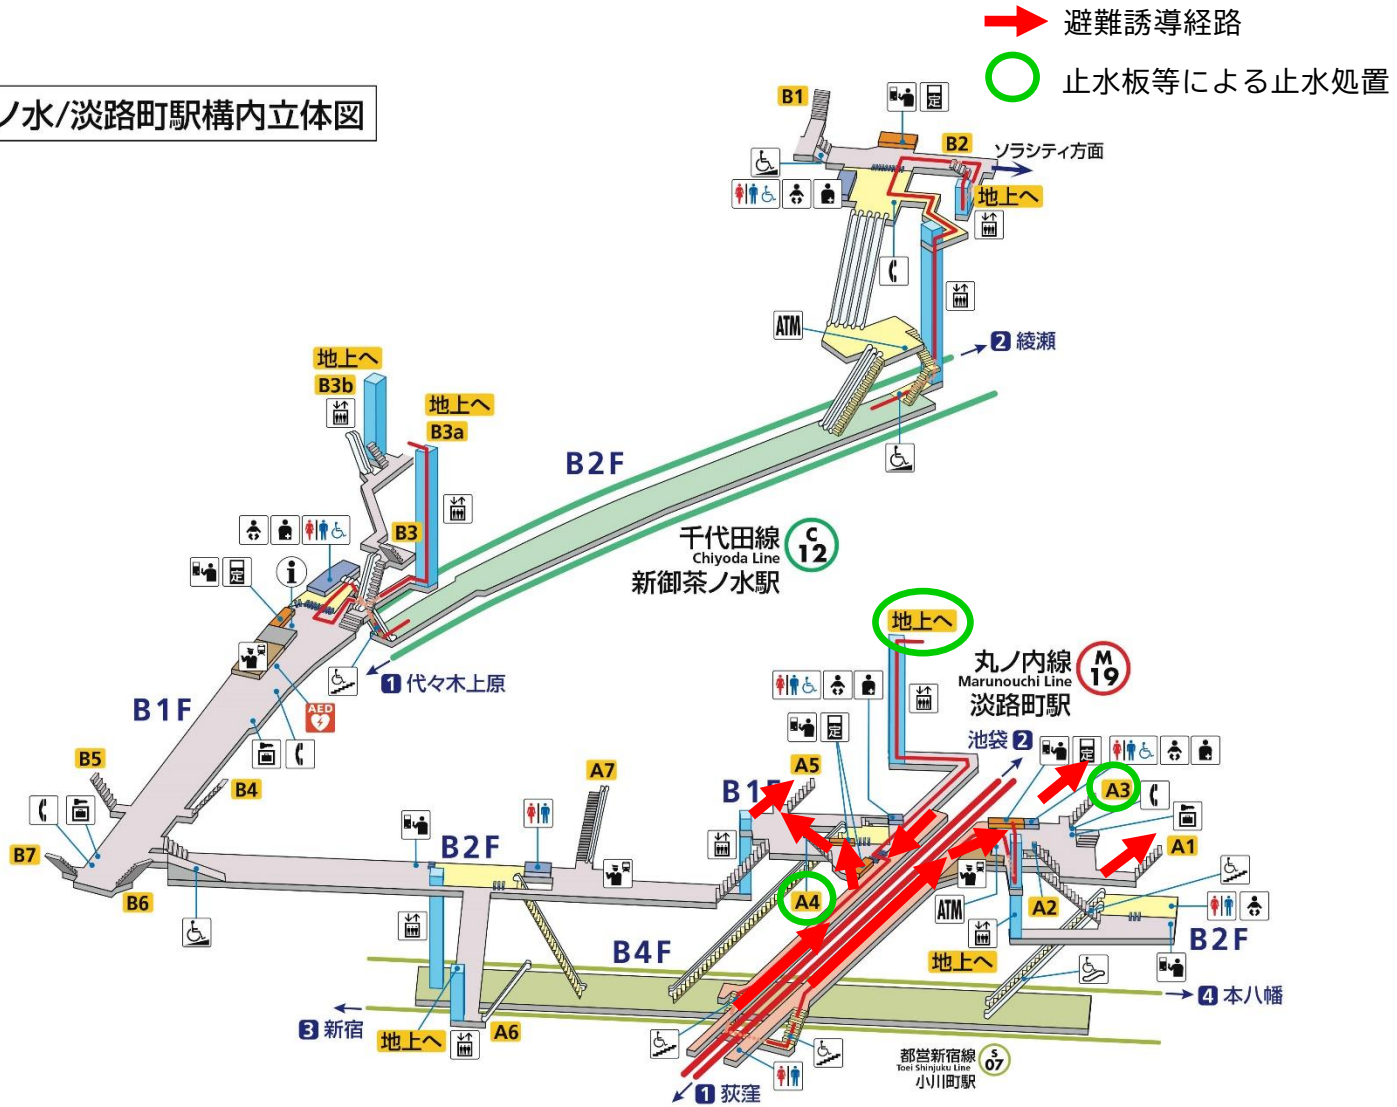 避難誘導経路
止水板等による止水処置
ノ水/淡路町駅構内立体図
B1
定
B2
ソラシティ方面
地上へ
ATM
2 綾瀬
地上へ
B3b
地上へ
B3a
B2F
B3
定
i
千代田線
Chiyoda Line
新御茶ノ水駅
C
12
1 代々木上原
AED
B1F
地上へ
丸ノ内線
Marunouchi Line
淡路町駅
M
19
池袋 2
定
定
B5
B4
A7
B1F
A5
A3
B7
B6
B2F
A1
A4
ATM
A2
B2F
B4F
地上へ
3 新宿
地上へ
A6
4 本八幡
都営新宿線
Toei Shinjuku Line
小川町駅
S
07
1 荻窪